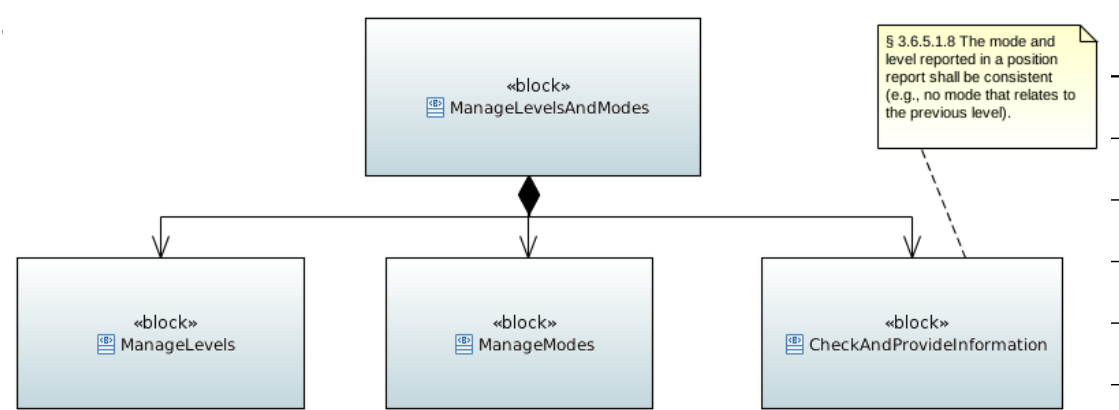 «block»
ManageLevelsAndModes
§ 3.6.5.1.8 The mode and
level reported in a position
report shall be consistent
(e.g., no mode that relates to
the previous level).
«block»
ManageLevels
«block»
ManageModes
«block»
CheckAndProvideInformation